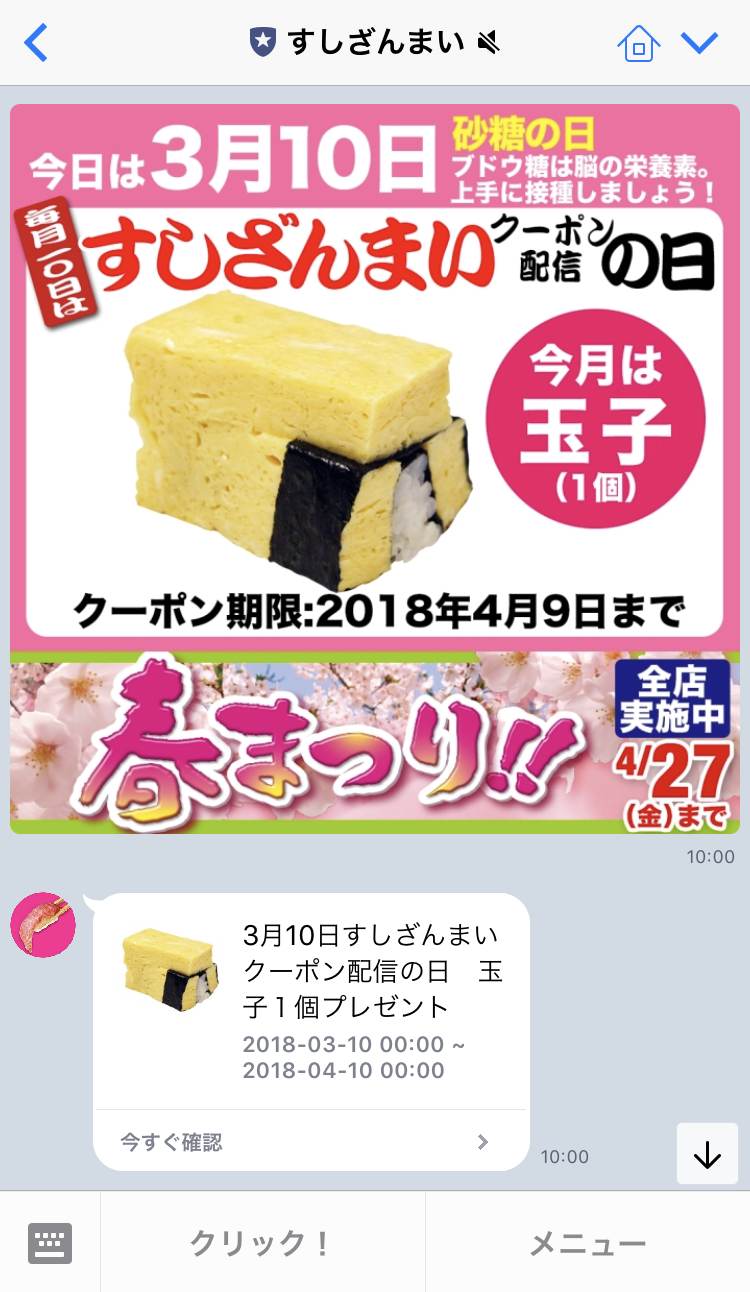 すしざんまい
今日は3月10日
砂糖の日
ブドウ糖は脳の栄養素。
上手に接種しましょう!
毎月一〇日は
すしざんまいクーポン配信の日
今月は
玉子
(1個)
クーポン期限:2018年4月9日まで
春まつり!!
全店
実施中
4/27
(金)まで
10:00
3月10日すしざんまい
クーポン配信の日　玉
子１個プレゼント
2018-03-10 00:00 ~
2018-04-10 00:00
今すぐ確認
10:00
クリック!
メニュー